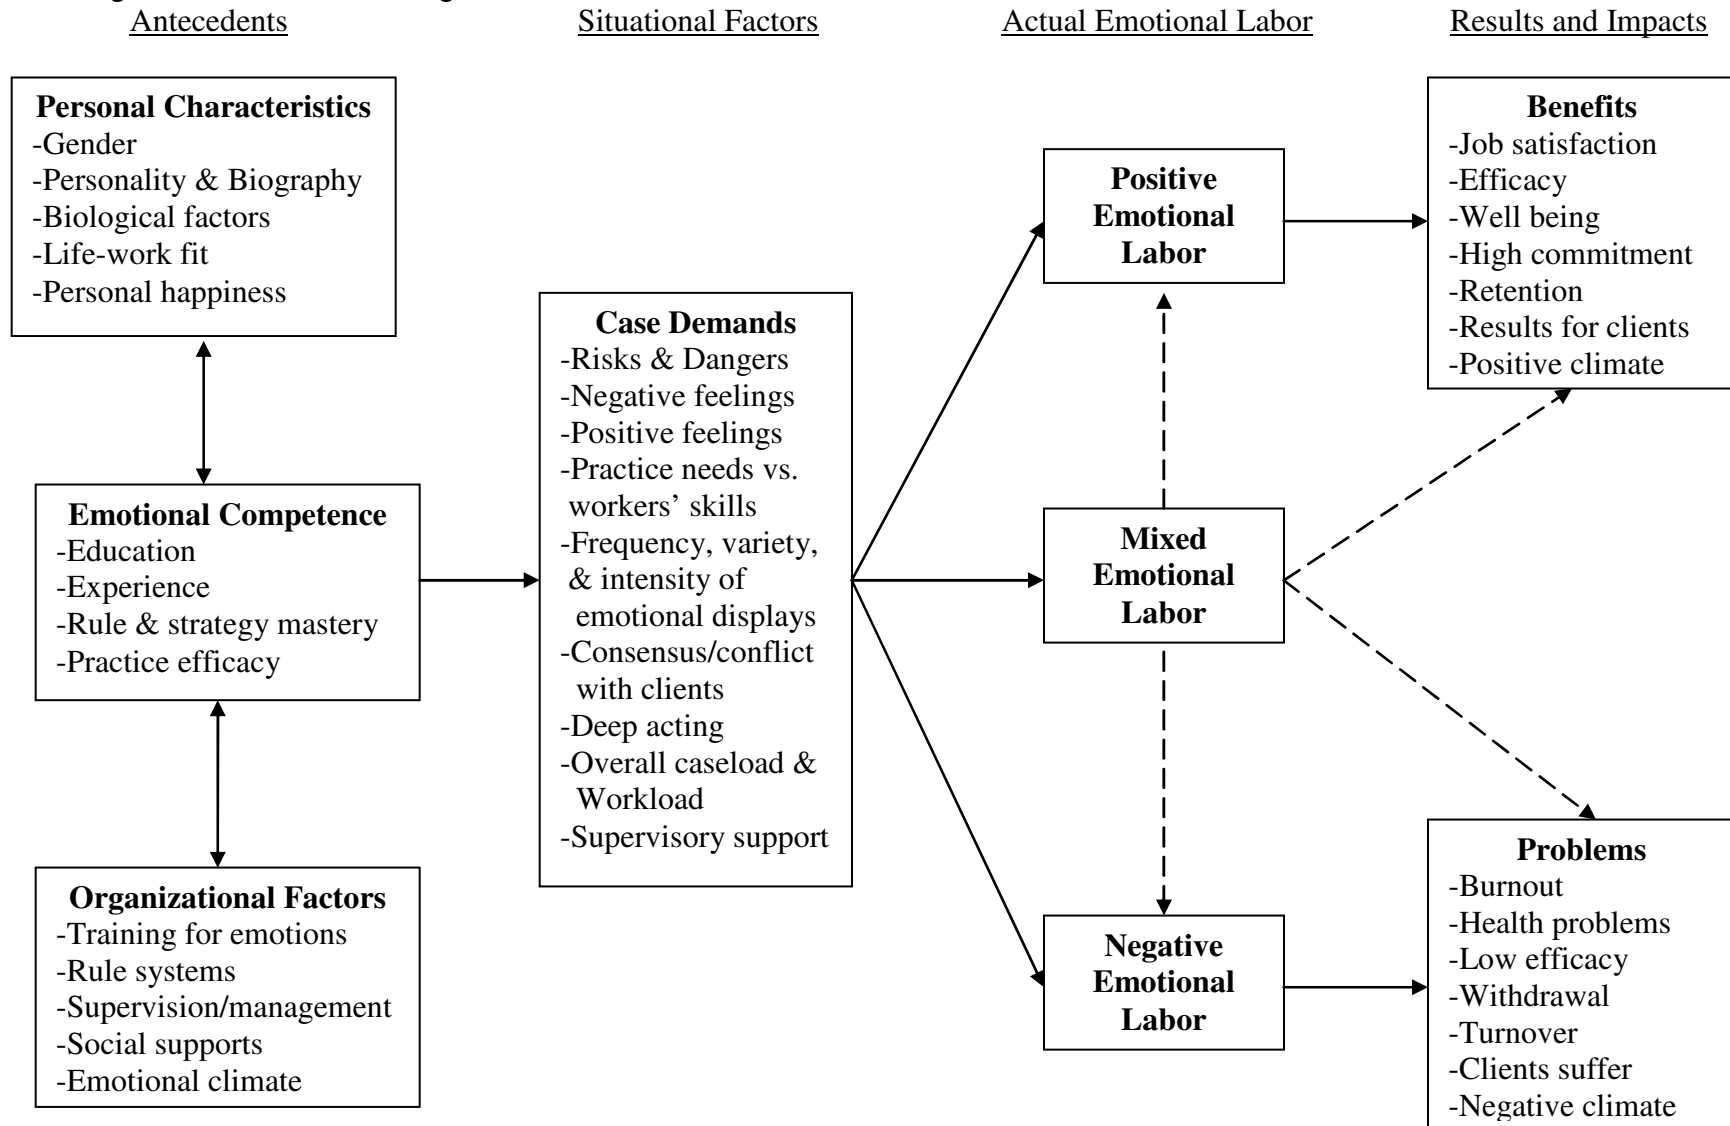 Antecedents
Situational Factors
Actual Emotional Labor
Results and Impacts
Personal Characteristics
-Gender
-Personality & Biography
-Biological factors
-Life-work fit
-Personal happiness
Emotional Competence
-Education
-Experience
-Rule & strategy mastery
-Practice efficacy
Organizational Factors
-Training for emotions
-Rule systems
-Supervision/management
-Social supports
-Emotional climate
Case Demands
-Risks & Dangers
-Negative feelings
-Positive feelings
-Practice needs vs.
workers’ skills
-Frequency, variety,
& intensity of
emotional displays
-Consensus/conflict
with clients
-Deep acting
-Overall caseload &
Workload
-Supervisory support
Positive
Emotional
Labor
Mixed
Emotional
Labor
Negative
Emotional
Labor
Benefits
-Job satisfaction
-Efficacy
-Well being
-High commitment
-Retention
-Results for clients
-Positive climate
Problems
-Burnout
-Health problems
-Low efficacy
-Withdrawal
-Turnover
-Clients suffer
-Negative climate